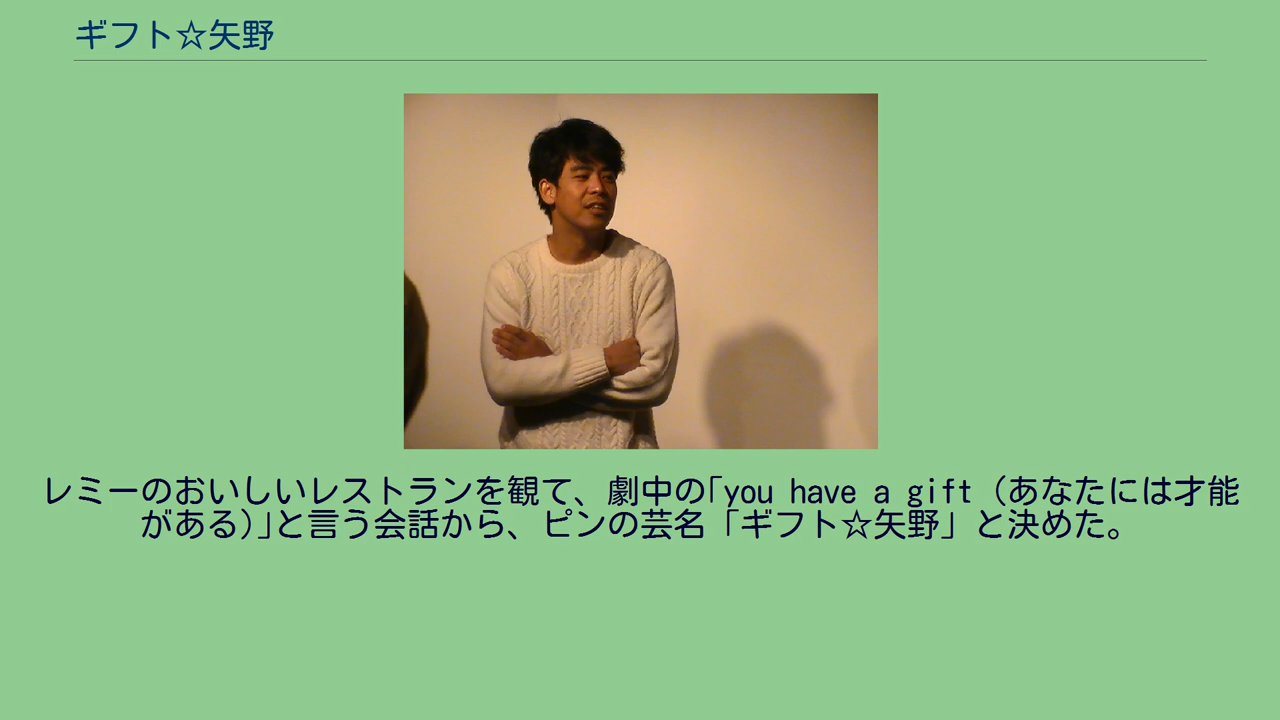 ギフト☆矢野
レミーのおいしいレストランを観て、劇中の｢you have a gift (あなたには才能
がある)｣と言う会話から、ピンの芸名「ギフト☆矢野」と決めた。